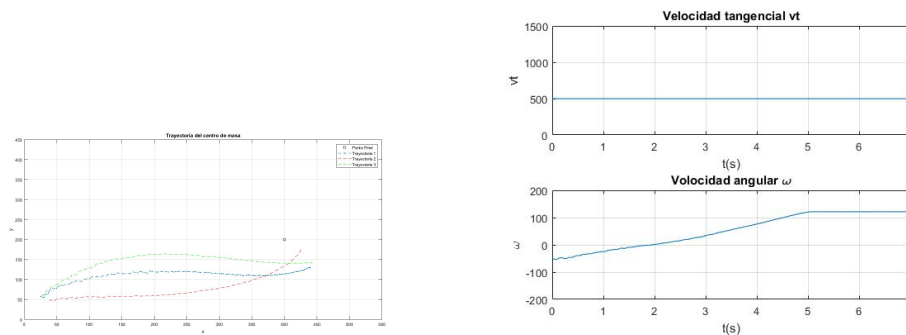 Trayectoria del centro de masa
450
400
350
300
250
200
150
100
50
0
y
0 50 100 150 200 250 300 350 400 450 500 550
x
Punto Final
Trayectoria 1
Trayectoria 2
Trayectoria 3
Velocidad tangencial vt
1500
1000
500
0
vt
0 1 2 3 4 5 6
t(s)
Volocidad angular ω
200
100
0
-100
-200
ω
0 1 2 3 4 5 6
t(s)